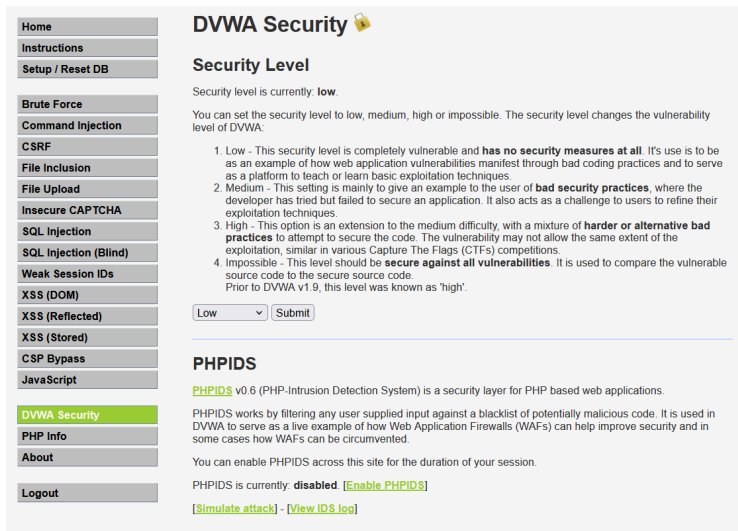 Home
Instructions
Setup / Reset DB
Brute Force
Command Injection
CSRF
File Inclusion
File Upload
Insecure CAPTCHA
SQL Injection
SQL Injection (Blind)
Weak Session IDs
XSS (DOM)
XSS (Reflected)
XSS (Stored)
CSP Bypass
JavaScript
DVWA Security
PHP Info
About
Logout
DVWA Security
Security Level
Security level is currently: low.
You can set the security level to low, medium, high or impossible. The security level changes the vulnerability
level of DVWA:
1. Low - This security level is completely vulnerable and has no security measures at all. It's use is to be
as an example of how web application vulnerabilities manifest through bad coding practices and to serve
as a platform to teach or learn basic exploitation techniques.
2. Medium - This setting is mainly to give an example to the user of bad security practices, where the
developer has tried but failed to secure an application. It also acts as a challenge to users to refine their
exploitation techniques.
3. High - This option is an extension to the medium difficulty, with a mixture of harder or alternative bad
practices to attempt to secure the code. The vulnerability may not allow the same extent of the
exploitation, similar in various Capture The Flags (CTFs) competitions.
4. Impossible - This level should be secure against all vulnerabilities. It is used to compare the vulnerable
source code to the secure source code.
Prior to DVWA v1.9, this level was known as 'high'.
Low Submit
PHPIDS
PHPIDS v0.6 (PHP-Intrusion Detection System) is a security layer for PHP based web applications.
PHPIDS works by filtering any user supplied input against a blacklist of potentially malicious code. It is used in
DVWA to serve as a live example of how Web Application Firewalls (WAFs) can help improve security and in
some cases how WAFs can be circumvented.
You can enable PHPIDS across this site for the duration of your session.
PHPIDS is currently: disabled. [Enable PHPIDS]
[Simulate attack] - [View IDS log]